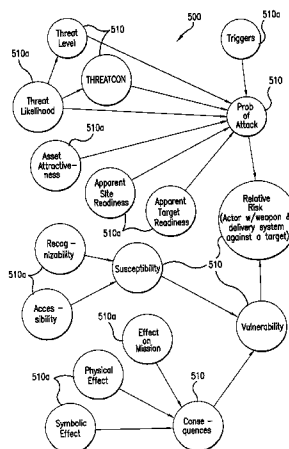 510a
Threat
Level
510
500
Triggers
510a
510a
Threat
Likelihood
THREATCON
510
Prob
of
Attack
510a
Asset
Attractive-
ness
Apparent
Site
Readiness
Apparent
Target
Readiness
510a
Relative
Risk
(Actor w/weapon &
delivery system
against a target)
Recog-
nizability
510a
Acces-
sibility
Susceptibility
510
Vulnerability
510a
Effect
on
Mission
510a
Physical
Effect
Symbolic
Effect
510
Conse-
quences